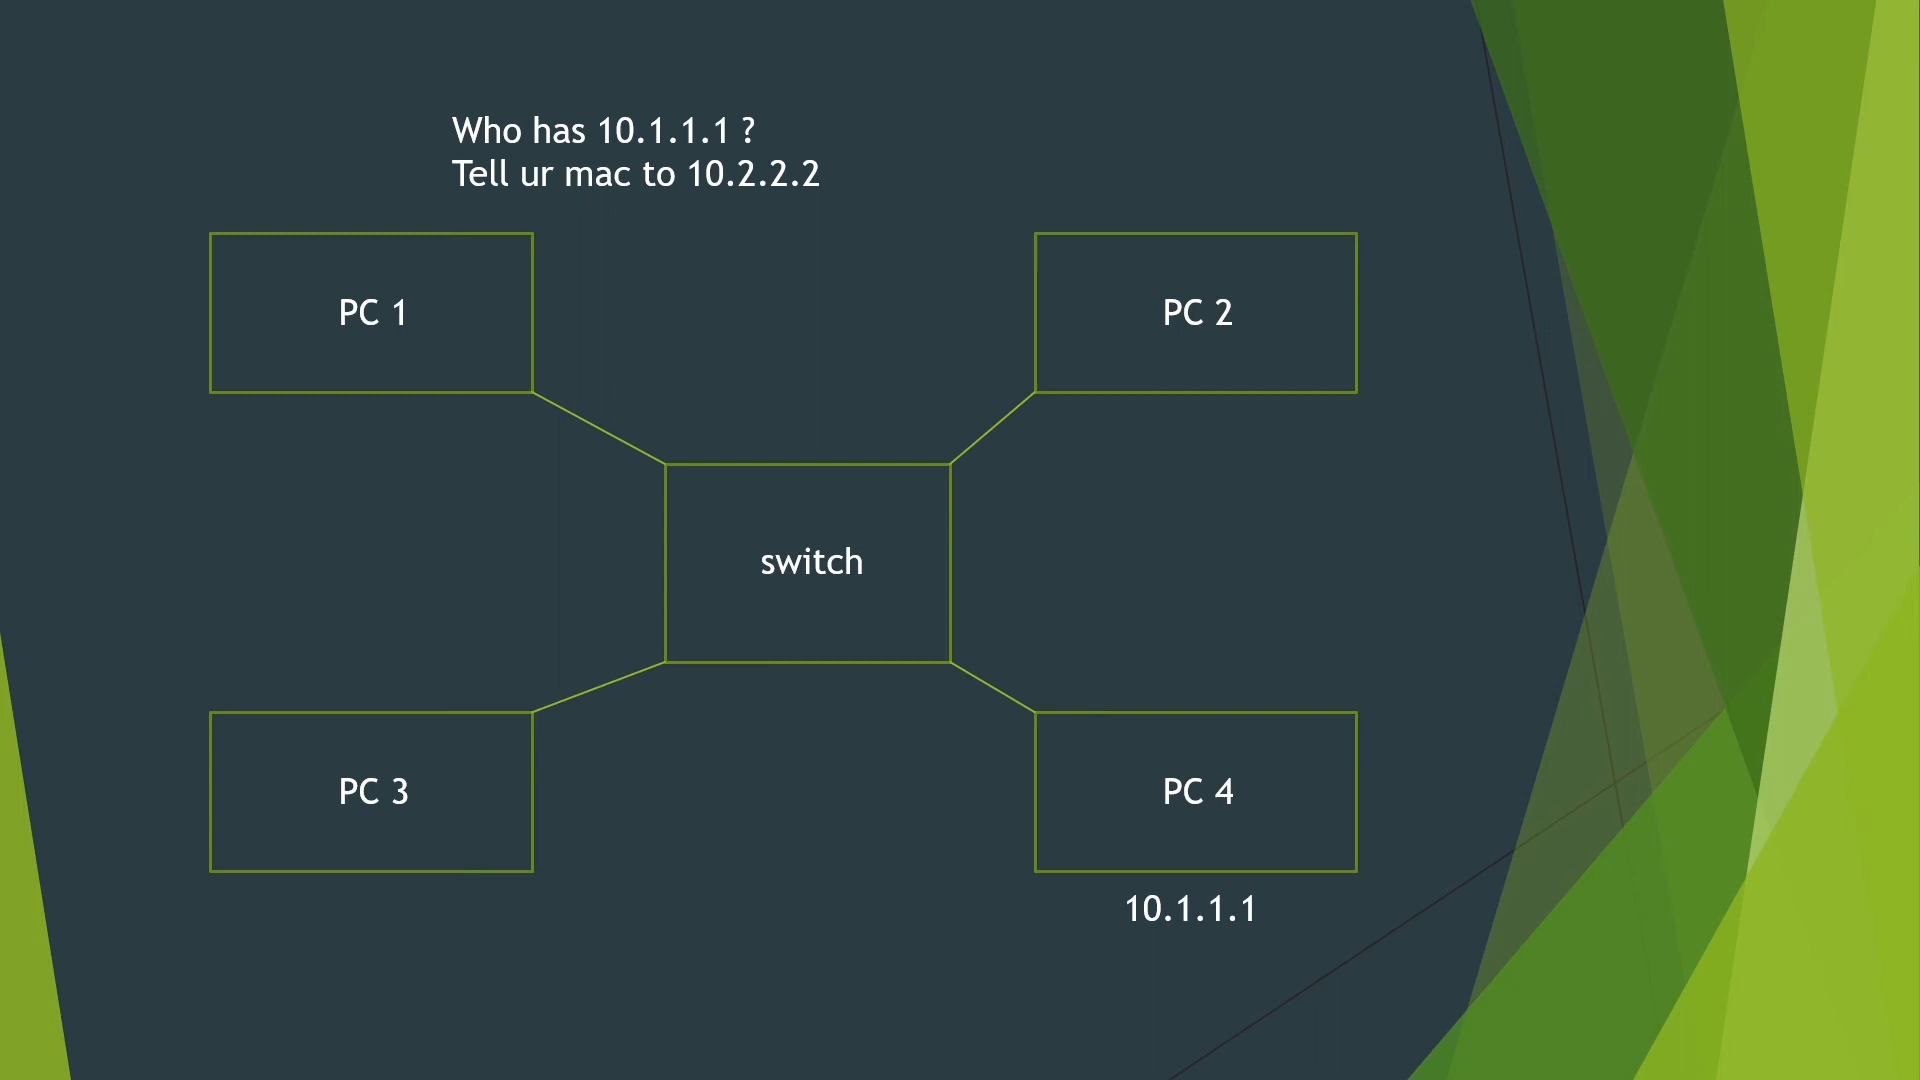 Who has 10.1.1.1 ?
Tell ur mac to 10.2.2.2
PC 1
PC 2
switch
PC 3
PC 4
10.1.1.1